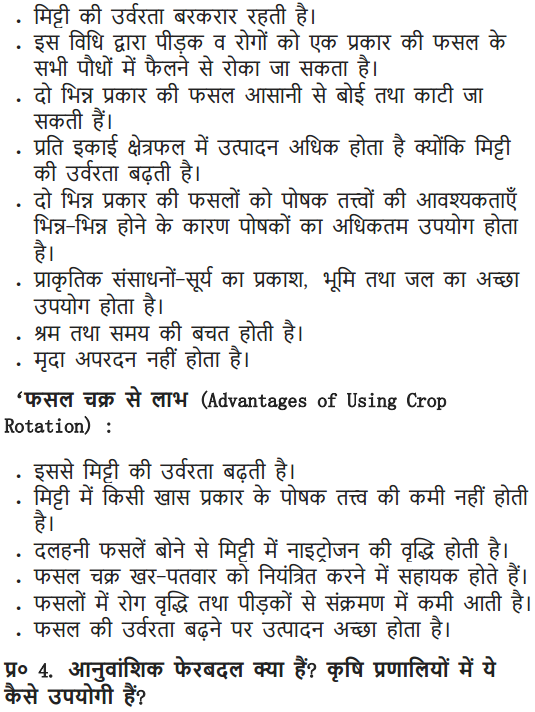 . मिट्टी की उर्वरता बरकरार रहती है।
. इस विधि द्वारा पीड़क व रोगों को एक प्रकार की फसल के
सभी पौधों में फैलने से रोका जा सकता है।
. दो भिन्न प्रकार की फसल आसानी से बोई तथा काटी जा
सकती हैं।
. प्रति इकाई क्षेत्रफल में उत्पादन अधिक होता है क्योंकि मिट्टी
की उर्वरता बढ़ती है।
. दो भिन्न प्रकार की फसलों को पोषक तत्त्वों की आवश्यकताएँ
भिन्न-भिन्न होने के कारण पोषकों का अधिकतम उपयोग होता
है।
. प्राकृतिक संसाधनों-सूर्य का प्रकाश, भूमि तथा जल का अच्छा
उपयोग होता है।
. श्रम तथा समय की बचत होती है।
. मृदा अपरदन नहीं होता है।
‘फसल चक्र से लाभ (Advantages of Using Crop
Rotation) :
. इससे मिट्टी की उर्वरता बढ़ती है।
. मिट्टी में किसी खास प्रकार के पोषक तत्त्व की कमी नहीं होती
है।
. दलहनी फसलें बोने से मिट्टी में नाइट्रोजन की वृद्धि होती है।
. फसल चक्र खर-पतवार को नियंत्रित करने में सहायक होते हैं।
. फसलों में रोग वृद्धि तथा पीड़कों से संक्रमण में कमी आती है।
. फसल की उर्वरता बढ़ने पर उत्पादन अच्छा होता है।
प्र० 4. आनुवांशिक फेरबदल क्या हैं? कृषि प्रणालियों में ये
कैसे उपयोगी हैं?